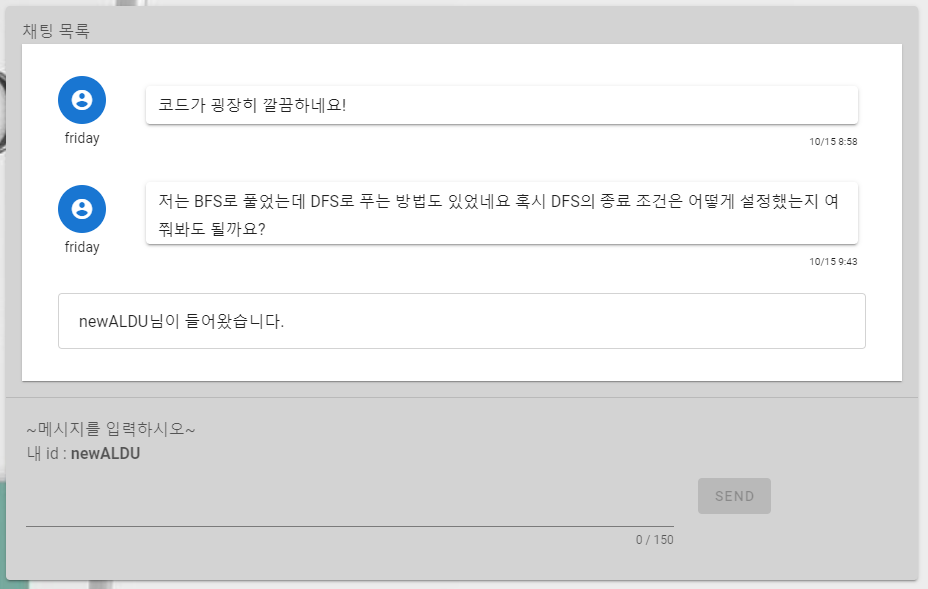 채팅 목록
코드가 굉장히 깔끔하네요!
friday
10/15 8:58
저는 BFS로 풀었는데 DFS로 푸는 방법도 있었네요 혹시 DFS의 종료 조건은 어떻게 설정했는지 여
쭤봐도 될까요?
friday
10/15 9:43
newALDU님이 들어왔습니다.
~메시지를 입력하시오~
내 id : newALDU
SEND
0 / 150